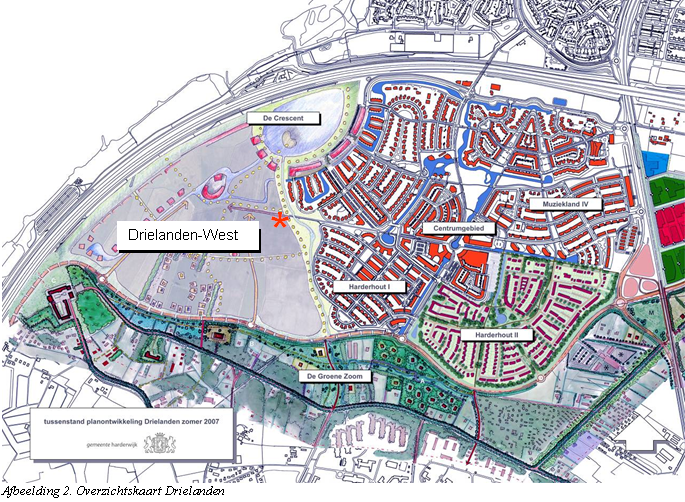 De Crescent
Muziekland IV
Drielanden-West
*
Centrumgebied
Harderhout I
Harderhout II
De Groene Zoom
tussenstand planontwikkeling Drielanden zomer 2007
gemeente harderwijk
Afbeelding 2. Overzichtskaart Drielanden